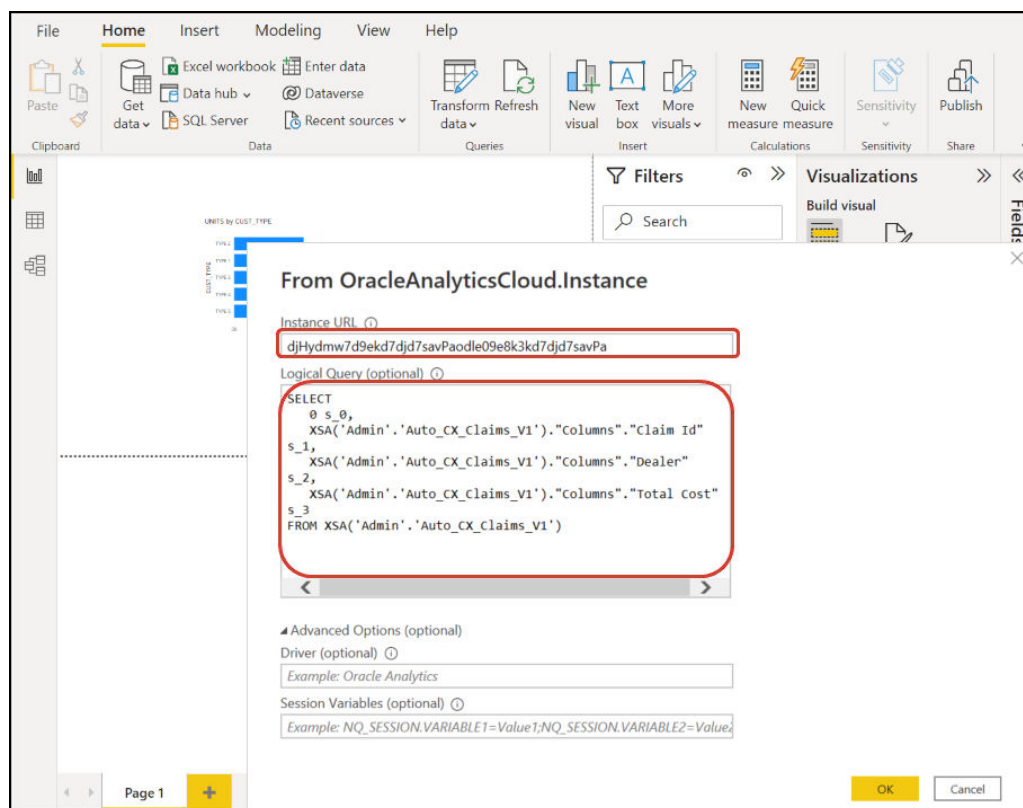 File Home Insert Modeling View Help
Excel workbook Enter data
Data hub Dataverse
SQL Server Recent sources
Paste
Get
data
Transform
data
Refresh
New
visual
Text
box
More
visuals
New
measure
Quick
measure
Sensitivity
Publish
Clipboard Data Queries Insert Calculations Sensitivity Share
Filters
Search
Visualizations
Build visual
Fields
UNITS by CUST_TYPE
CUST_TYPE
From OracleAnalyticsCloud.Instance
Instance URL
djHydmw7d9ekd7djd7savPaodle09e8k3kd7djd7savPa
Logical Query (optional)
SELECT
0 s_0,
XSA('Admin'.'Auto_CX_Claims_V1')."Columns"."Claim Id"
s_1,
XSA('Admin'.'Auto_CX_Claims_V1')."Columns"."Dealer"
s_2,
XSA('Admin'.'Auto_CX_Claims_V1')."Columns"."Total Cost"
s_3
FROM XSA('Admin'.'Auto_CX_Claims_V1')
Advanced Options (optional)
Driver (optional)
Example: Oracle Analytics
Session Variables (optional)
Example: NQ_SESSION.VARIABLE1=Value1;NQ_SESSION.VARIABLE2=Value2
OK Cancel
Page 1